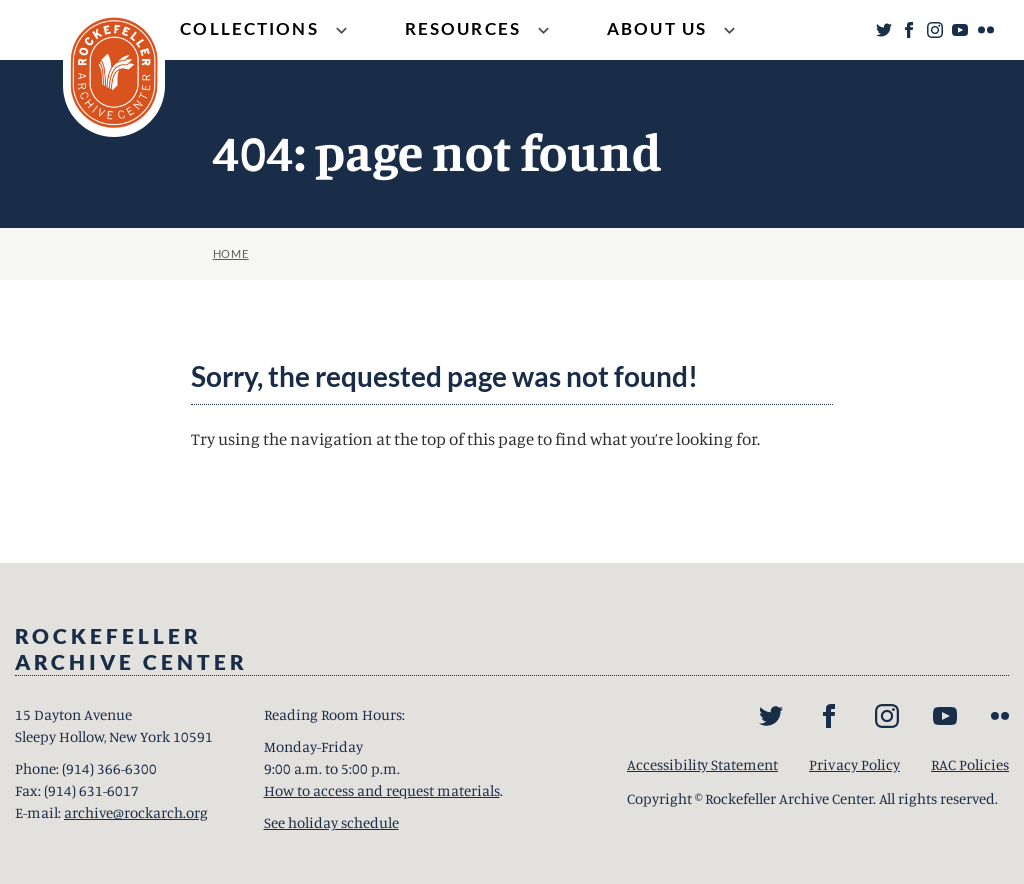 COLLECTIONS
RESOURCES
ABOUT US
ROCKEFELLER
ARCHIVE CENTER
404: page not found
HOME
Sorry, the requested page was not found!
Try using the navigation at the top of this page to find what you're looking for.
ROCKEFELLER
ARCHIVE CENTER
15 Dayton Avenue
Sleepy Hollow, New York 10591
Phone: (914) 366-6300
Fax: (914) 631-6017
E-mail: archive@rockarch.org
Reading Room Hours:
Monday-Friday
9:00 a.m. to 5:00 p.m.
How to access and request materials.
See holiday schedule
Accessibility Statement
Privacy Policy
RAC Policies
Copyright © Rockefeller Archive Center. All rights reserved.